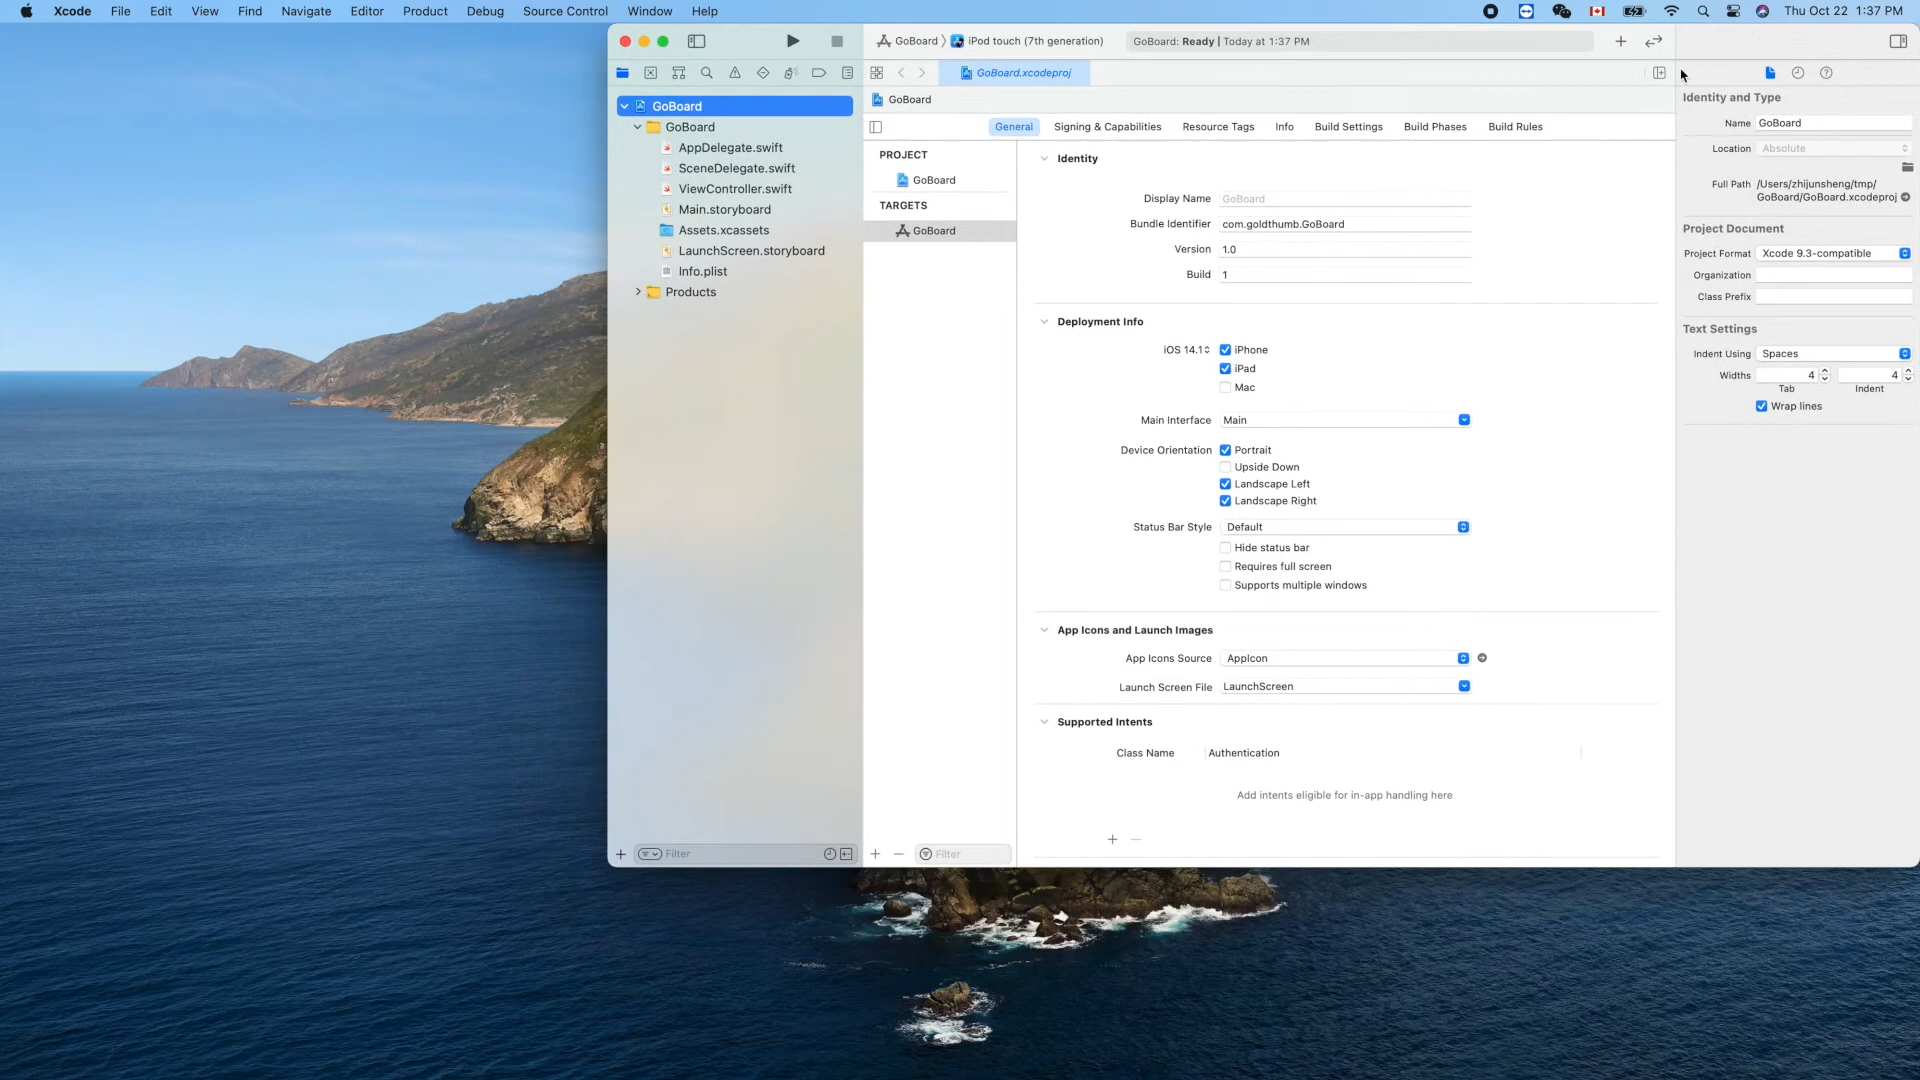 Xcode File Edit View Find Navigate Editor Product Debug Source Control Window Help Thu Oct 22 1:37 PM
GoBoard iPod touch (7th generation) GoBoard: Ready | Today at 1:37 PM
GoBoard.xcodeproj
GoBoard
General Signing & Capabilities Resource Tags Info Build Settings Build Phases Build Rules
GoBoard
GoBoard
AppDelegate.swift
SceneDelegate.swift
ViewController.swift
Main.storyboard
Assets.xcassets
LaunchScreen.storyboard
Info.plist
Products
Filter
PROJECT
GoBoard
TARGETS
GoBoard
Filter
Identity
Display Name GoBoard
Bundle Identifier com.goldthumb.GoBoard
Version 1.0
Build 1
Deployment Info
iOS 14.1 iPhone
iPad
Mac
Main Interface Main
Device Orientation Portrait
Upside Down
Landscape Left
Landscape Right
Status Bar Style Default
Hide status bar
Requires full screen
Supports multiple windows
App Icons and Launch Images
App Icons Source AppIcon
Launch Screen File LaunchScreen
Supported Intents
Class Name Authentication
Add intents eligible for in-app handling here
Identity and Type
Name GoBoard
Location Absolute
Full Path /Users/zhijunsheng/tmp/
GoBoard/GoBoard.xcodeproj
Project Document
Project Format Xcode 9.3-compatible
Organization
Class Prefix
Text Settings
Indent Using Spaces
Widths 4 4
Tab Indent
Wrap lines